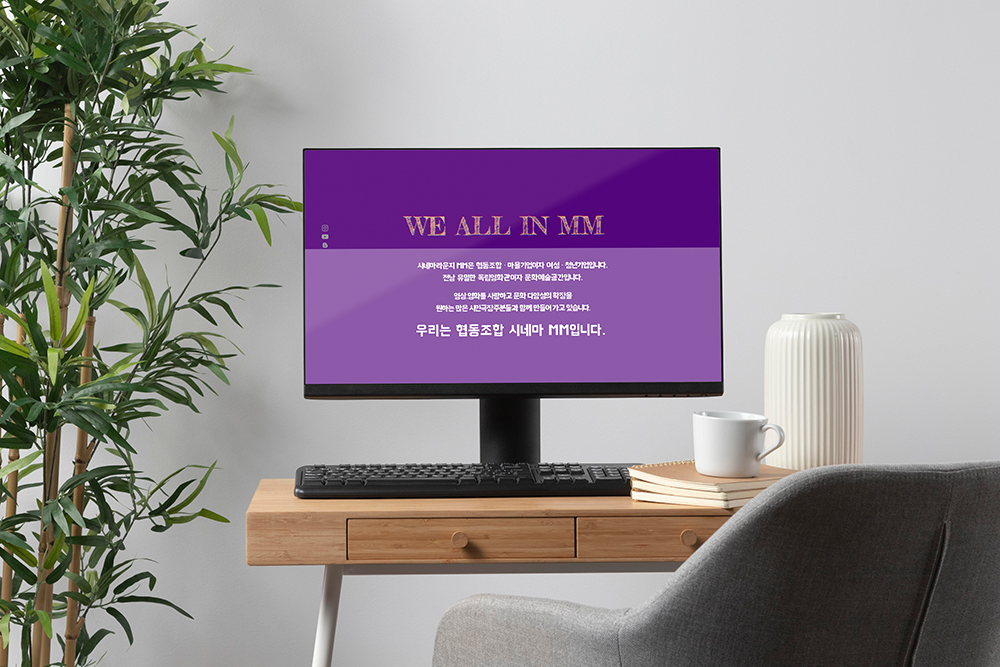 WE ALL IN MM
시네마라운지 MM은 협동조합 · 마을기업이자 여성 · 청년기업입니다.
전남 유일한 독립영화관이자 문화예술공간입니다.
영상,영화를 사랑하고 문화 다양성의 확장을
원하는 많은 시민극장주분들과 함께 만들어 가고 있습니다.
우리는 협동조합 시네마 MM입니다.